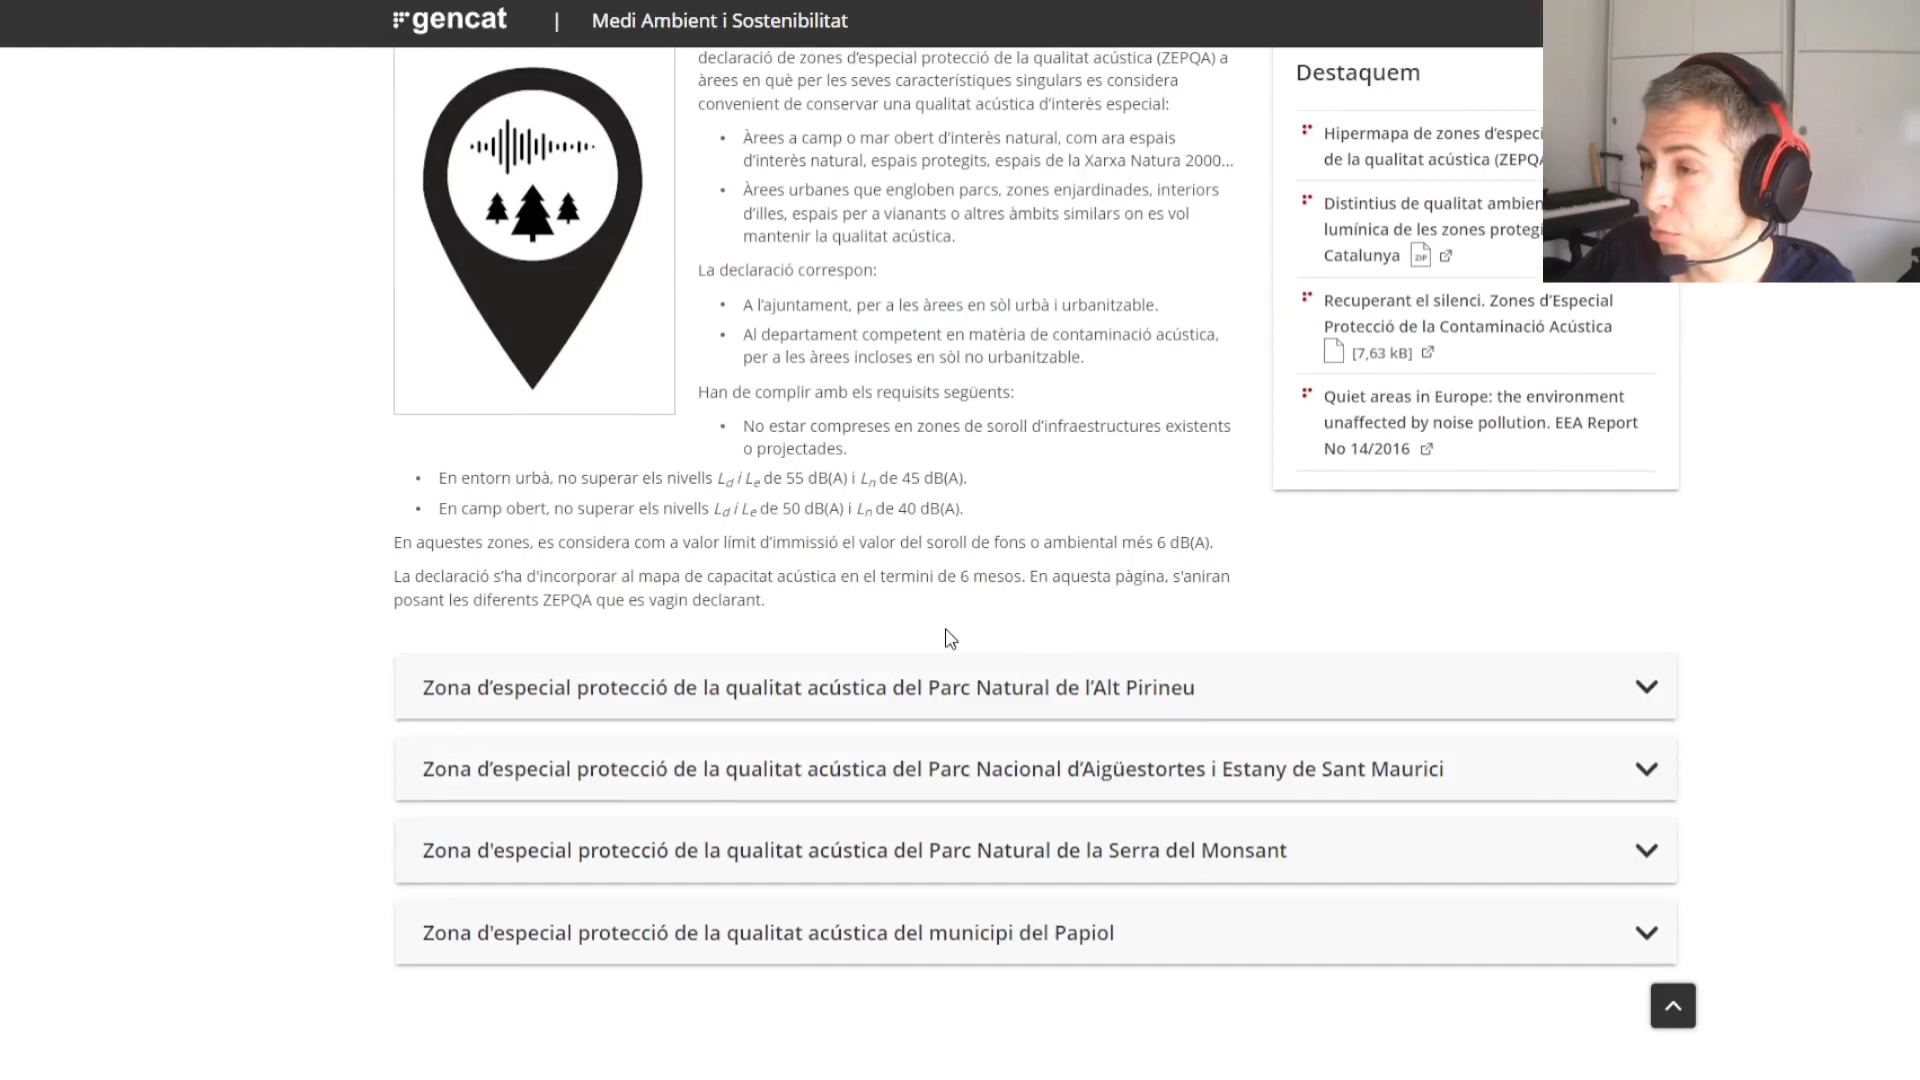 gencat | Medi Ambient i Sostenibilitat
declaració de zones d'especial protecció de la qualitat acústica (ZEPQA) a
àrees en què per les seves característiques singulars es considera
convenient de conservar una qualitat acústica d'interès especial:
• Àrees a camp o mar obert d'interès natural, com ara espais
d'interès natural, espais protegits, espais de la Xarxa Natura 2000...
• Àrees urbanes que engloben parcs, zones enjardinades, interiors
d'illes, espais per a vianants o altres àmbits similars on es vol
mantenir la qualitat acústica.
La declaració correspon:
• A l'ajuntament, per a les àrees en sòl urbà i urbanitzable.
• Al departament competent en matèria de contaminació acústica,
per a les àrees incloses en sòl no urbanitzable.
Han de complir amb els requisits següents:
• No estar compreses en zones de soroll d'infraestructures existents
o projectades.
• En entorn urbà, no superar els nivells Ld i Le de 55 dB(A) i Ln de 45 dB(A).
• En camp obert, no superar els nivells Ld i Le de 50 dB(A) i Ln de 40 dB(A).
En aquestes zones, es considera com a valor límit d'immissió el valor del soroll de fons o ambiental més 6 dB(A).
La declaració s'ha d'incorporar al mapa de capacitat acústica en el termini de 6 mesos. En aquesta pàgina, s'aniran
posant les diferents ZEPQA que es vagin declarant.
Destaquem
Hipermapa de zones d'especi
de la qualitat acústica (ZEPQA
Distintius de qualitat ambien
lumínica de les zones protegi
Catalunya ZIP
Recuperant el silenci. Zones d'Especial
Protecció de la Contaminació Acústica
[7,63 kB]
Quiet areas in Europe: the environment
unaffected by noise pollution. EEA Report
No 14/2016
Zona d'especial protecció de la qualitat acústica del Parc Natural de l'Alt Pirineu
Zona d'especial protecció de la qualitat acústica del Parc Nacional d'Aigüestortes i Estany de Sant Maurici
Zona d'especial protecció de la qualitat acústica del Parc Natural de la Serra del Monsant
Zona d'especial protecció de la qualitat acústica del municipi del Papiol